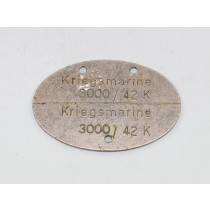 Kriegsmarine
3000 / 42 K
Kriegsmarine
3000 / 42 K